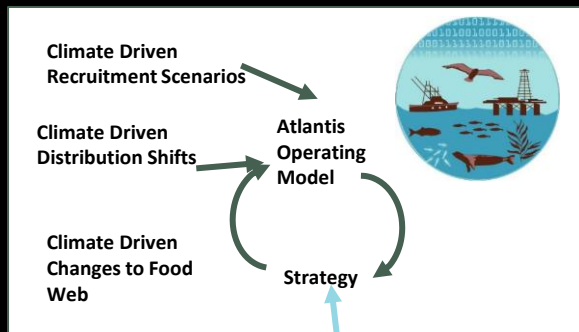 Climate Driven
Recruitment Scenarios
Climate Driven
Distribution Shifts
Atlantis
Operating
Model
Climate Driven
Changes to Food
Web
Strategy